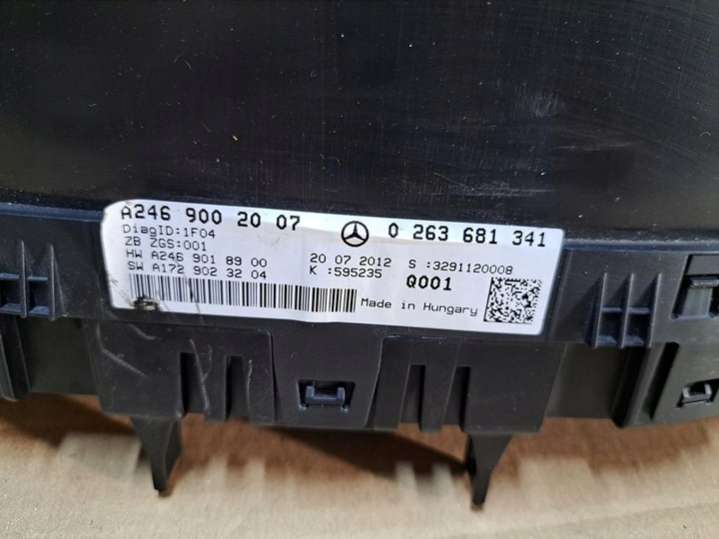 A246 900 20 07 0 263 681 341
DiagID:1F04
ZB ZGS:001
HW A246 901 89 00 20 07 2012 S :3291120008
SW A172 902 32 04 K :595235 Q001
Made in Hungary